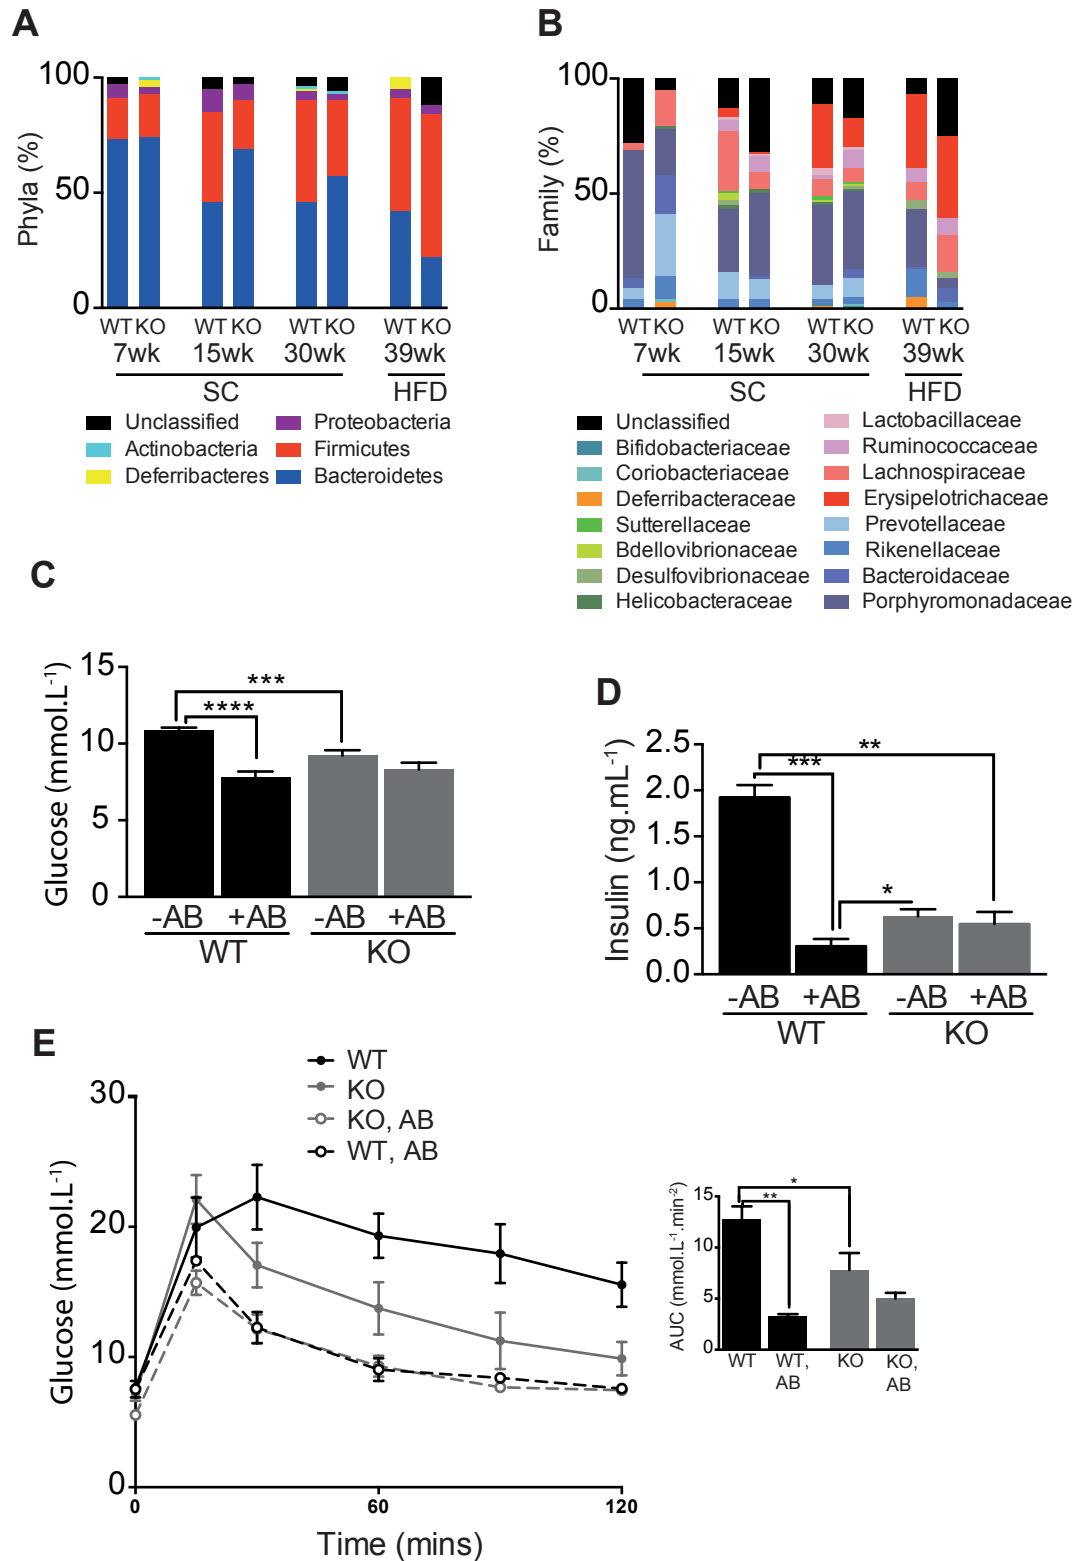 A
B
100
50
0
Phyla (%)
WT KO WT KO WT KO WT KO
7wk 15wk 30wk 39wk
SC HFD
Unclassified Proteobacteria
Actinobacteria Firmicutes
Deferribacteres Bacteroidetes
100
50
0
Family (%)
WT KO WT KO WT KO WT KO
7wk 15wk 30wk 39wk
SC HFD
Unclassified Lactobacillaceae
Bifidobacteriaceae Ruminococcaceae
Coriobacteriaceae Lachnospiraceae
Deferribacteraceae Erysipelotrichaceae
Sutterellaceae Prevotellaceae
Bdellovibrionaceae Rikenellaceae
Desulfovibrionaceae Bacteroidaceae
Helicobacteraceae Porphyromonadaceae
C
15
10
5
0
Glucose (mmol.L-1)
***
****
-AB +AB -AB +AB
WT KO
D
2.5
2.0
1.5
1.0
0.5
0.0
Insulin (ng.mL-1)
**
***
*
-AB +AB -AB +AB
WT KO
E
WT
KO
KO, AB
WT, AB
30
20
10
0
Glucose (mmol.L-1)
0 60 120
Time (mins)
15
10
5
0
AUC (mmol.L-1.min-2)
*
**
WT WT, AB KO KO, AB